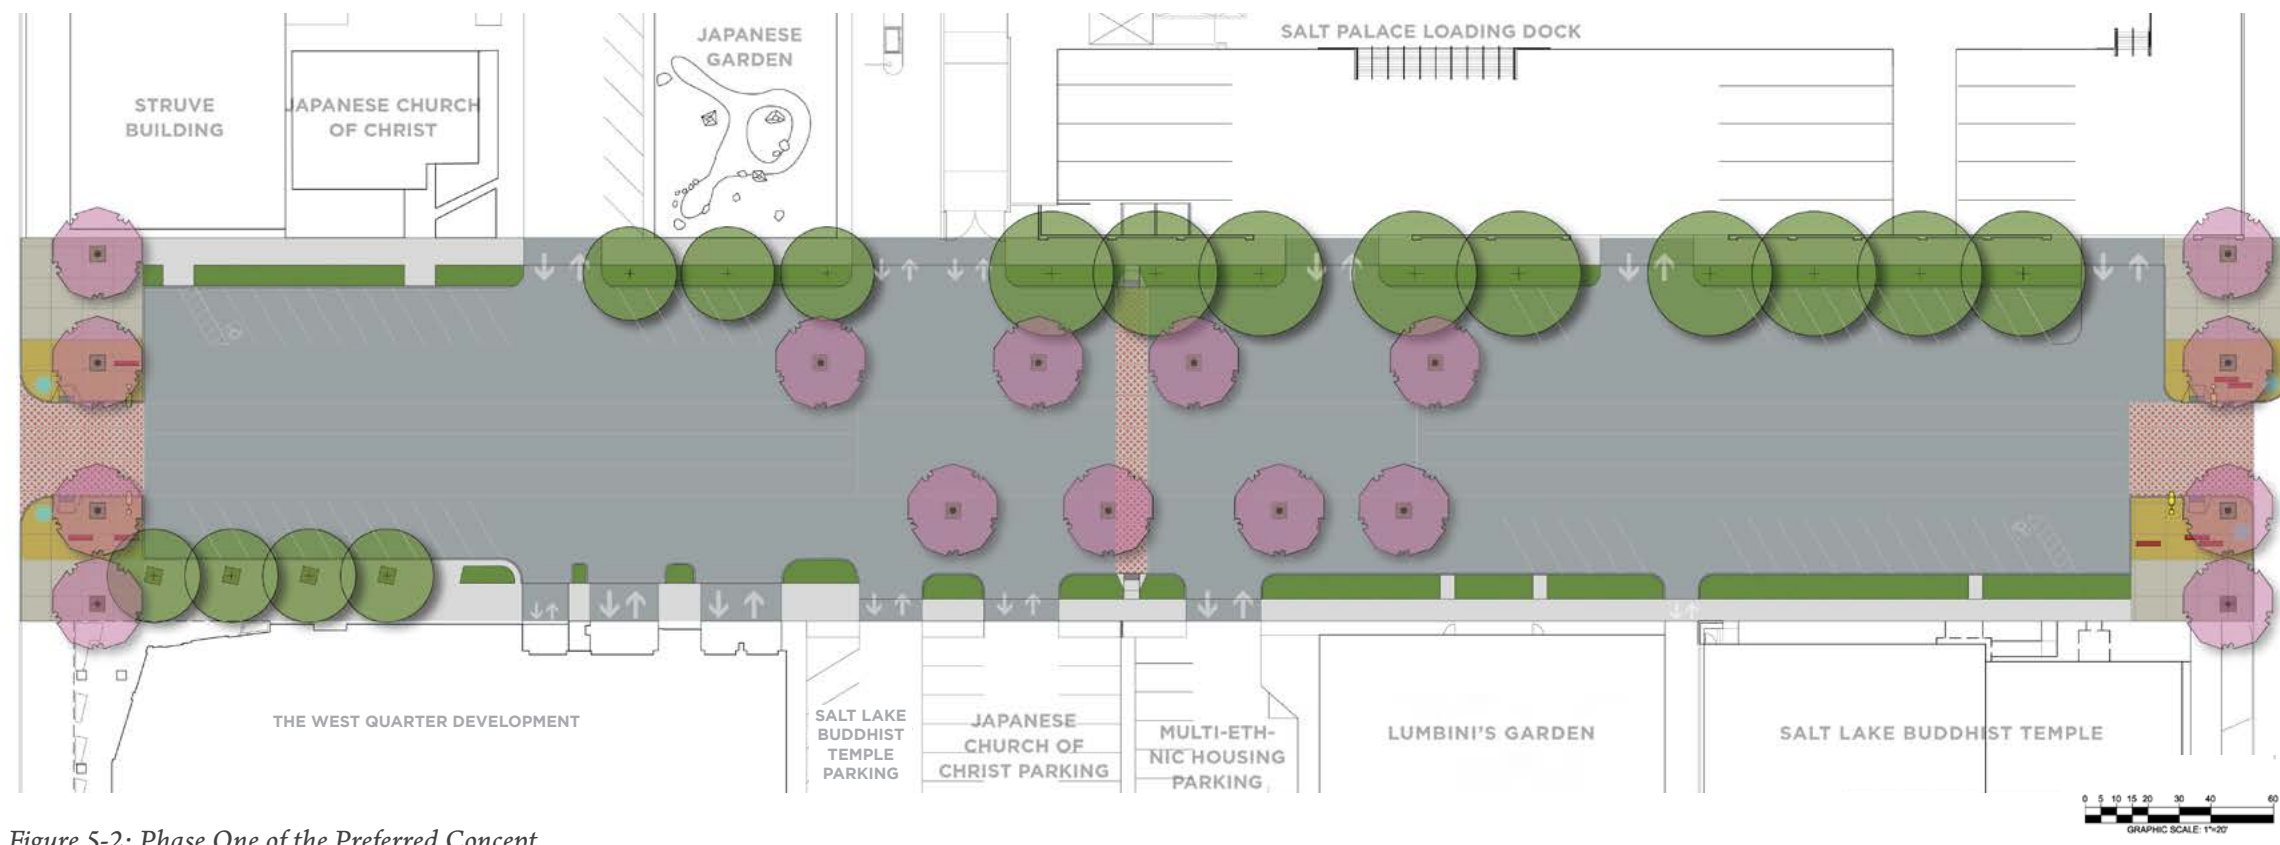 SALT PALACE LOADING DOCK
JAPANESE
GARDEN
STRUVE
BUILDING
JAPANESE CHURCH
OF CHRIST
THE WEST QUARTER DEVELOPMENT
SALT LAKE
BUDDHIST
TEMPLE
PARKING
JAPANESE
CHURCH OF
CHRIST PARKING
MULTI-ETH-
NIC HOUSING
PARKING
LUMBINI'S GARDEN
SALT LAKE BUDDHIST TEMPLE
0 5 10 15 20 30 40 60
GRAPHIC SCALE: 1"=20'
Figure 5-2: Phase One of the Preferred Concept